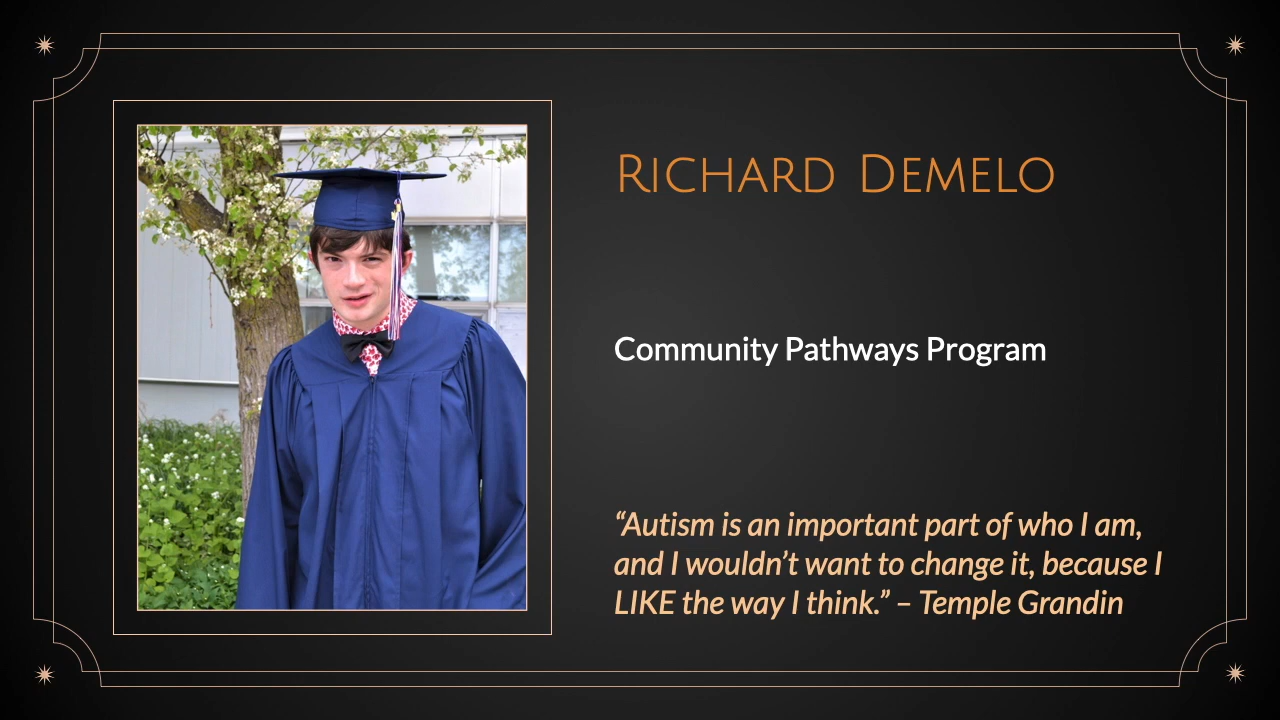 Richard Demelo
Community Pathways Program
“Autism is an important part of who I am,
and I wouldn’t want to change it, because I
LIKE the way I think.” – Temple Grandin